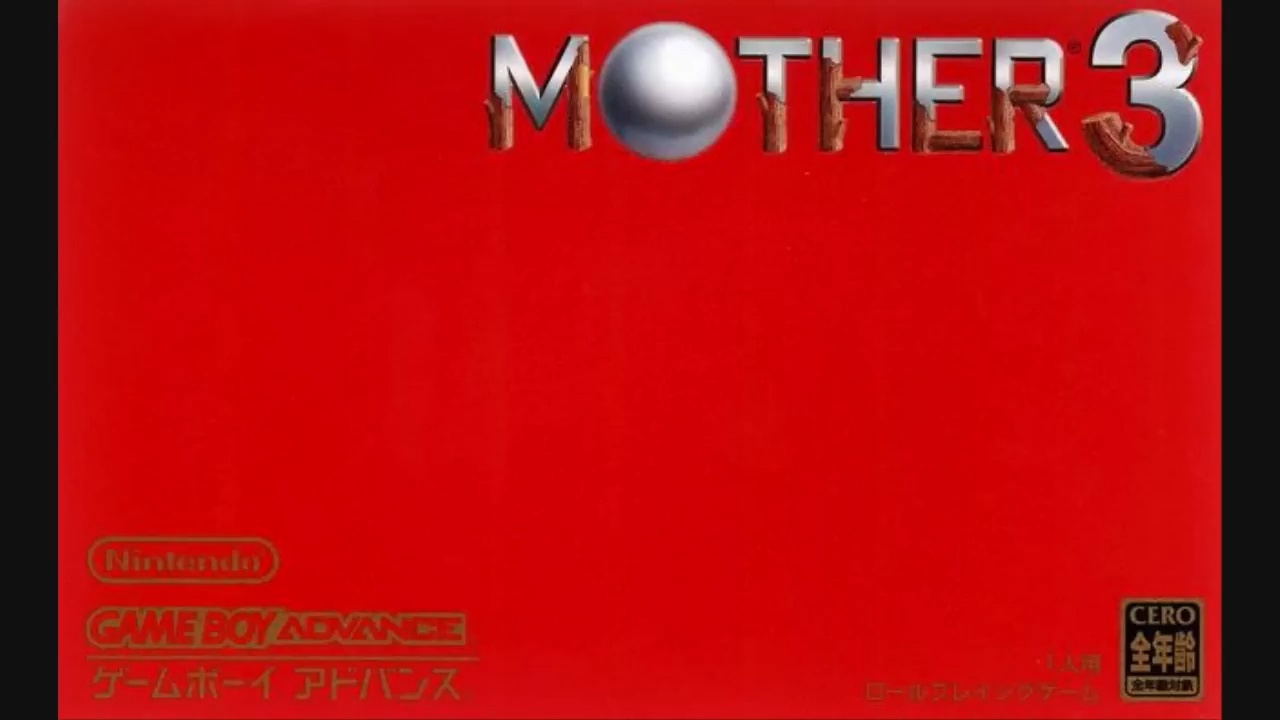 MOTHER 3
Nintendo
GAME BOY ADVANCE
ゲームボーイ アドバンス
1人用
ロールプレイングゲーム
CERO
全年齢
全年齢対象